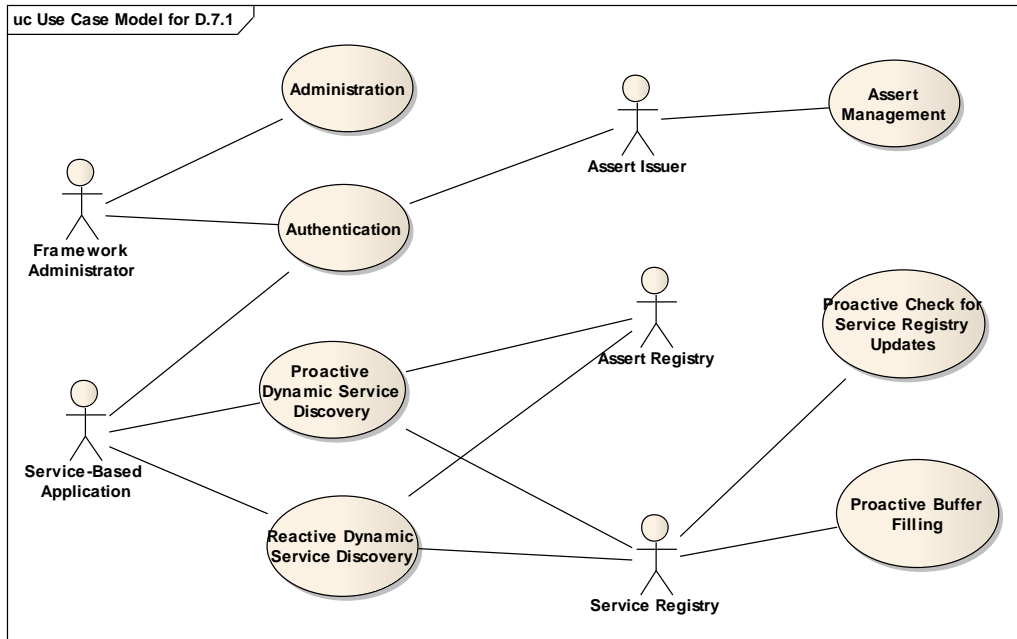 uc Use Case Model for D.7.1
Administration
Assert
Management
Assert Issuer
Authentication
Framework
Administrator
Proactive Check for
Service Registry
Updates
Assert Registry
Proactive
Dynamic Service
Discovery
Service-Based
Application
Proactive Buffer
Filling
Reactive Dynamic
Service Discovery
Service Registry